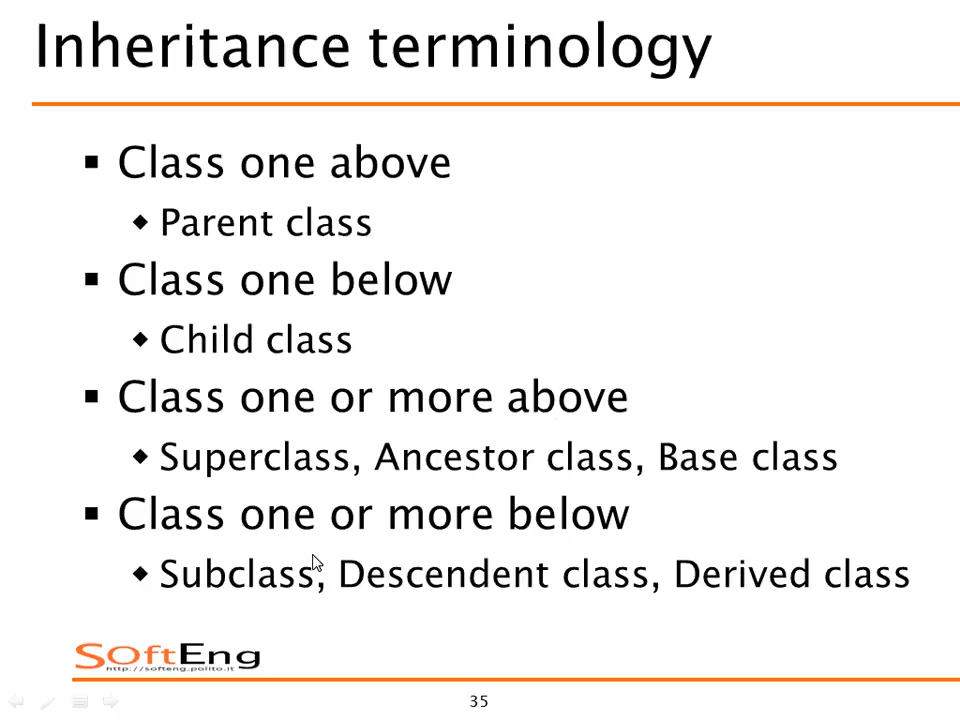 Inheritance terminology
Class one above
Parent class
Class one below
Child class
Class one or more above
Superclass, Ancestor class, Base class
Class one or more below
Subclass, Descendent class, Derived class
SOftEng
http://softeng.polito.it
35